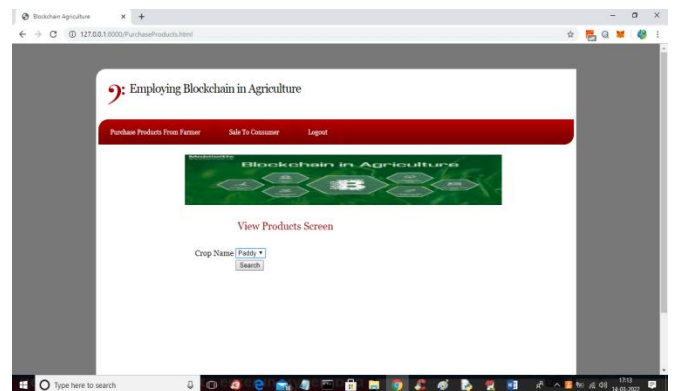 Blockchain Agriculture
127.0.0.1:8000/PurchaseProducts.html
Employing Blockchain in Agriculture
Purchase Products From Farmer Sale To Consumer Logout
Blockchain in Agriculture
View Products Screen
Crop Name Paddy
Search
Type here to search
17:13
14-03-2022